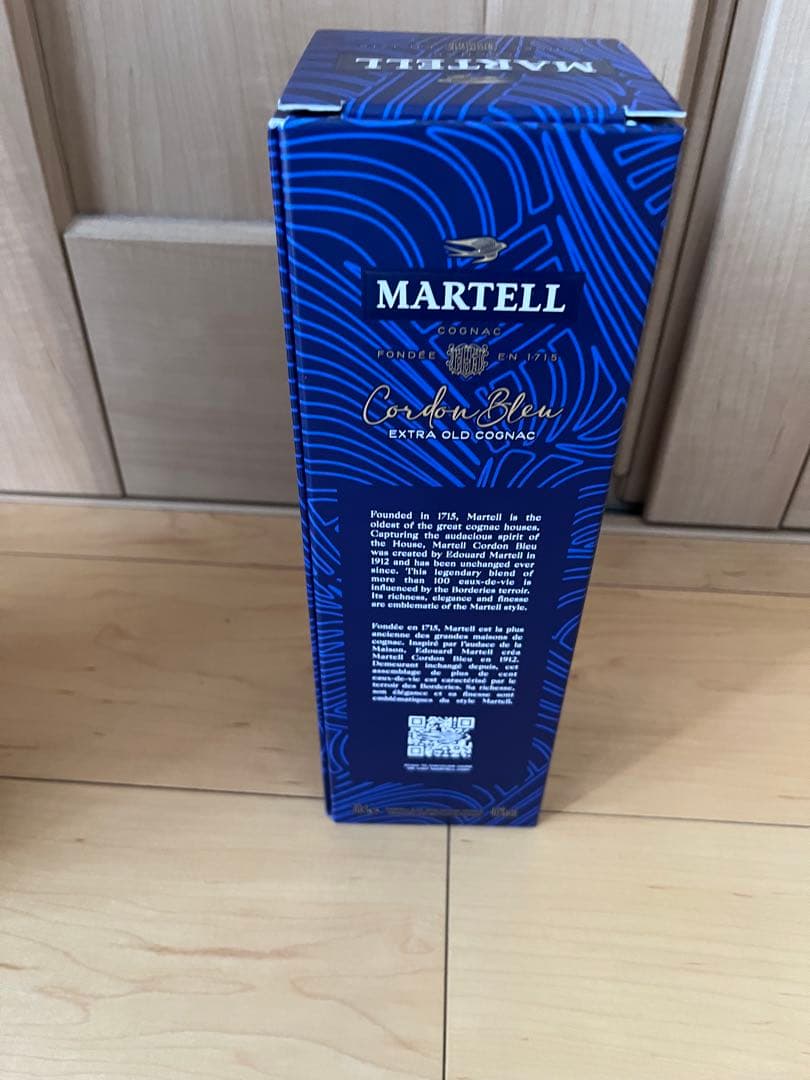 MARTELL
MARTELL
COGNAC
FONDÉE EN 1715
Cordon Bleu
EXTRA OLD COGNAC
Founded in 1715, Martell is the
oldest of the great cognac houses.
Capturing the audacious spirit of
the House, Martell Cordon Bleu
was created by Edouard Martell in
1912 and has been unchanged ever
since. This legendary blend of
more than 100 eaux-de-vie is
influenced by the Borderies terroir.
Its richness, elegance and finesse
are emblematic of the Martell style.
Fondée en 1715, Martell est la plus
ancienne des grandes maisons de
cognac. Inspiré par l'audace de la
Maison, Edouard Martell créa
Martell Cordon Bleu en 1912.
Demeurant inchangé depuis, cet
assemblage de plus de cent
eaux-de-vie est caractérisé par le
terroir des Borderies. Sa richesse,
son élégance et sa finesse sont
emblématiques du style Martell.